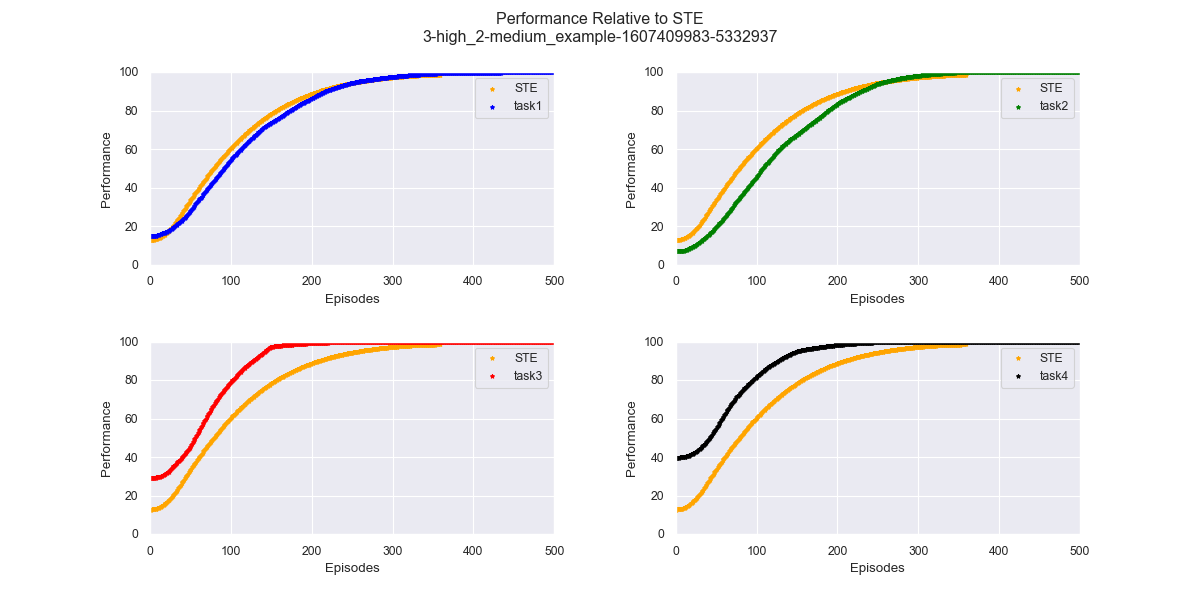 Performance Relative to STE
3-high_2-medium_example-1607409983-5332937
100
80
60
40
20
0
Performance
STE
task1
0 100 200 300 400 500
Episodes
100
80
60
40
20
0
Performance
STE
task2
0 100 200 300 400 500
Episodes
100
80
60
40
20
0
Performance
STE
task3
0 100 200 300 400 500
Episodes
100
80
60
40
20
0
Performance
STE
task4
0 100 200 300 400 500
Episodes